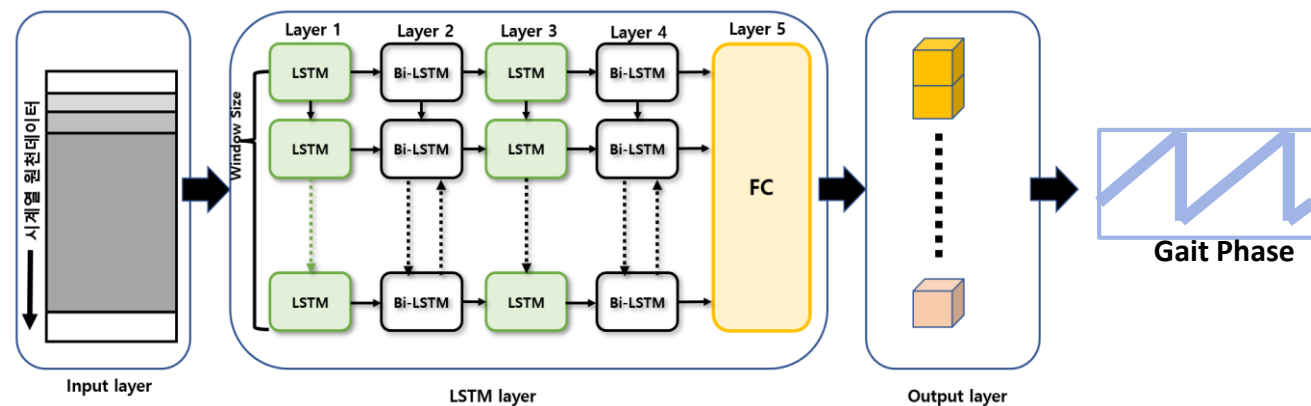 시계열 원천데이터
Input layer
Window Size
Layer 1
Layer 2
Layer 3
Layer 4
Layer 5
LSTM
Bi-LSTM
LSTM
Bi-LSTM
LSTM
Bi-LSTM
LSTM
Bi-LSTM
LSTM
Bi-LSTM
LSTM
Bi-LSTM
FC
LSTM layer
Output layer
Gait Phase